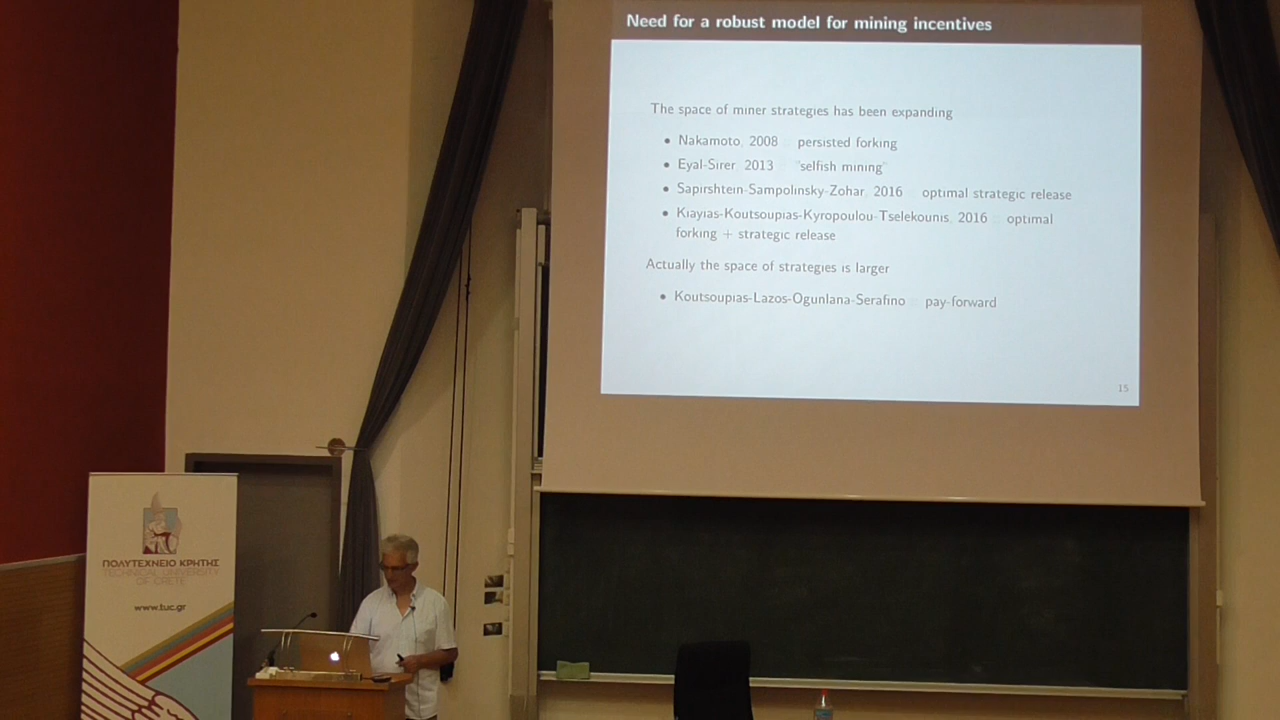 Need for a robust model for mining incentives
The space of miner strategies has been expanding
• Nakamoto, 2008 – persisted forking
• Eyal-Sirer, 2013 – "selfish mining"
• Sapirshtein-Sampolinsky-Zohar, 2016 – optimal strategic release
• Kiayias-Koutsoupias-Kyropoulou-Tselekounis, 2016 – optimal
forking + strategic release
Actually the space of strategies is larger
• Koutsoupias-Lazos-Ogunlana-Serafino – pay-forward
15
ΠΟΛΥΤΕΧΝΕΙΟ ΚΡΗΤΗΣ
TECHNICAL UNIVERSITY
OF CRETE
www.tuc.gr